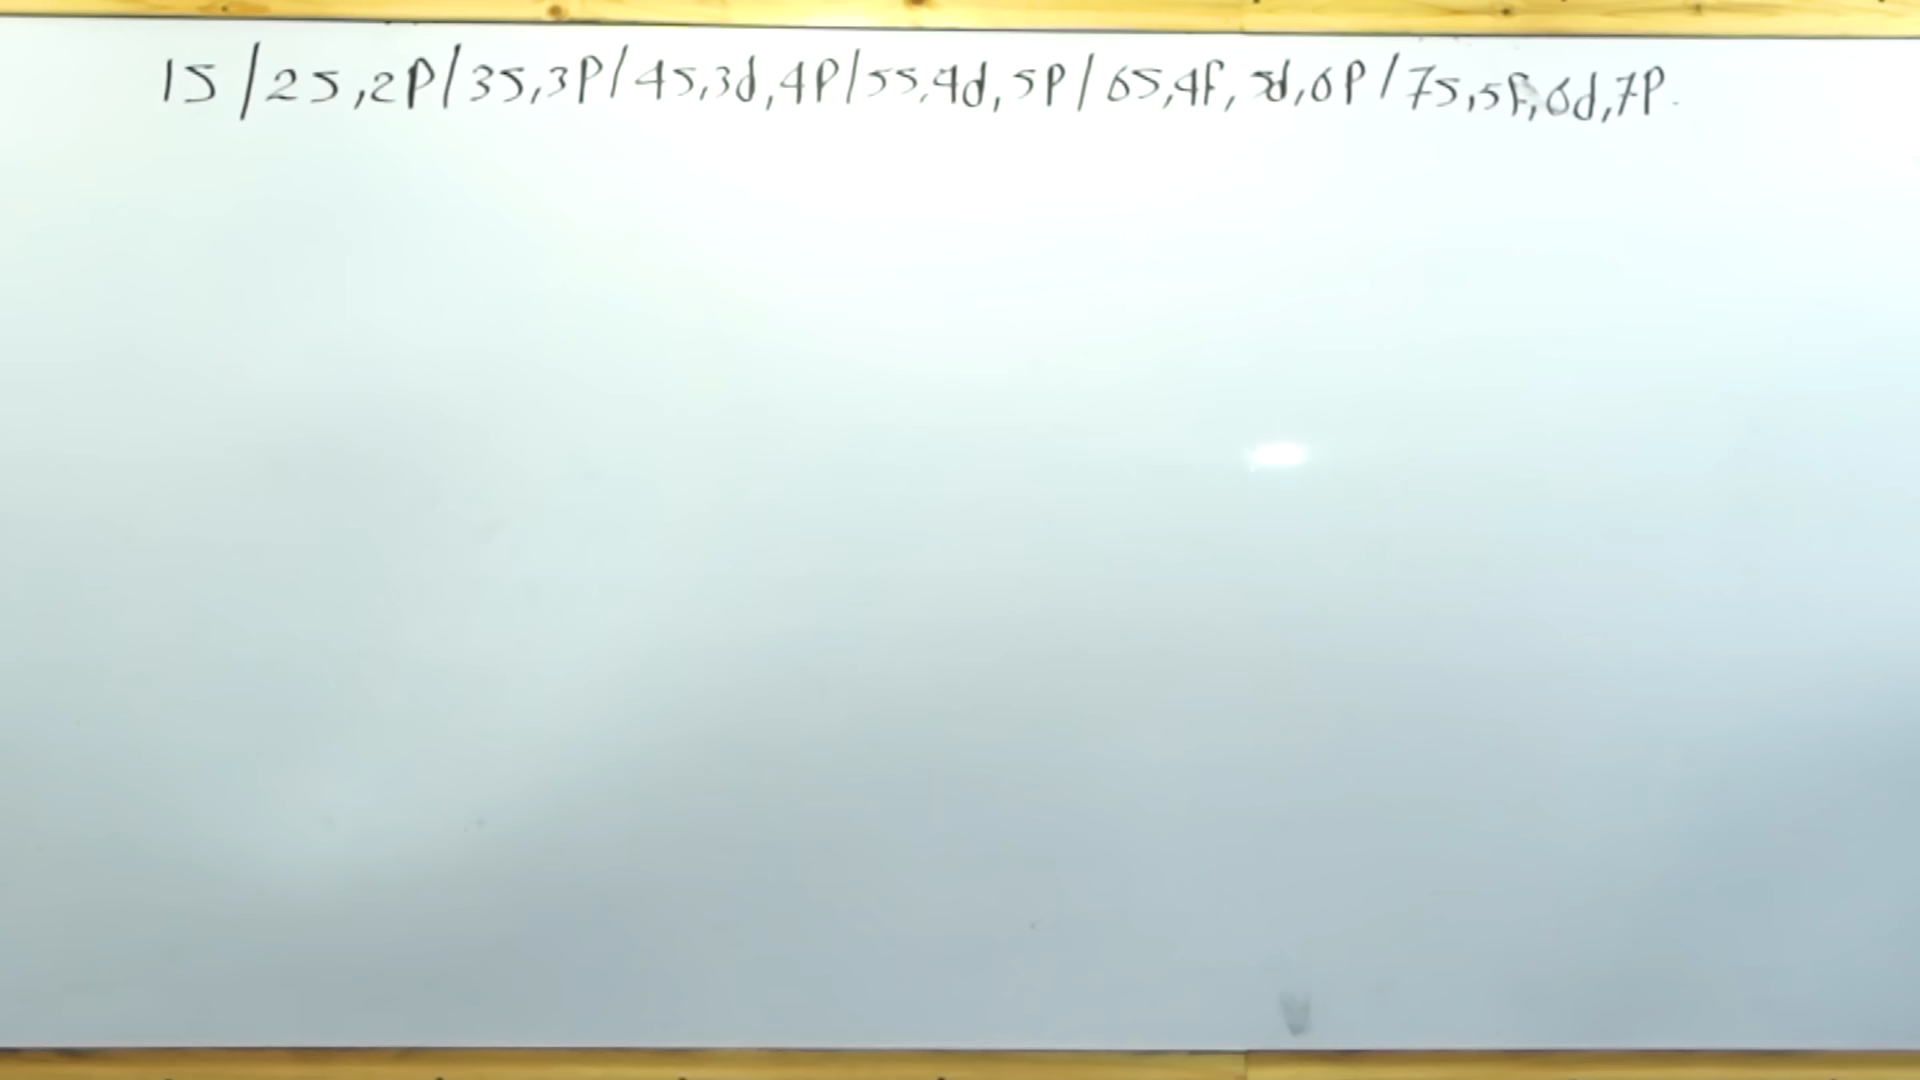 1S / 2S, 2P / 3S, 3P / 4S, 3d, 4P / 5S, 4d, 5P / 6S, 4f, 5d, 6P / 7S, 5f, 6d, 7P.